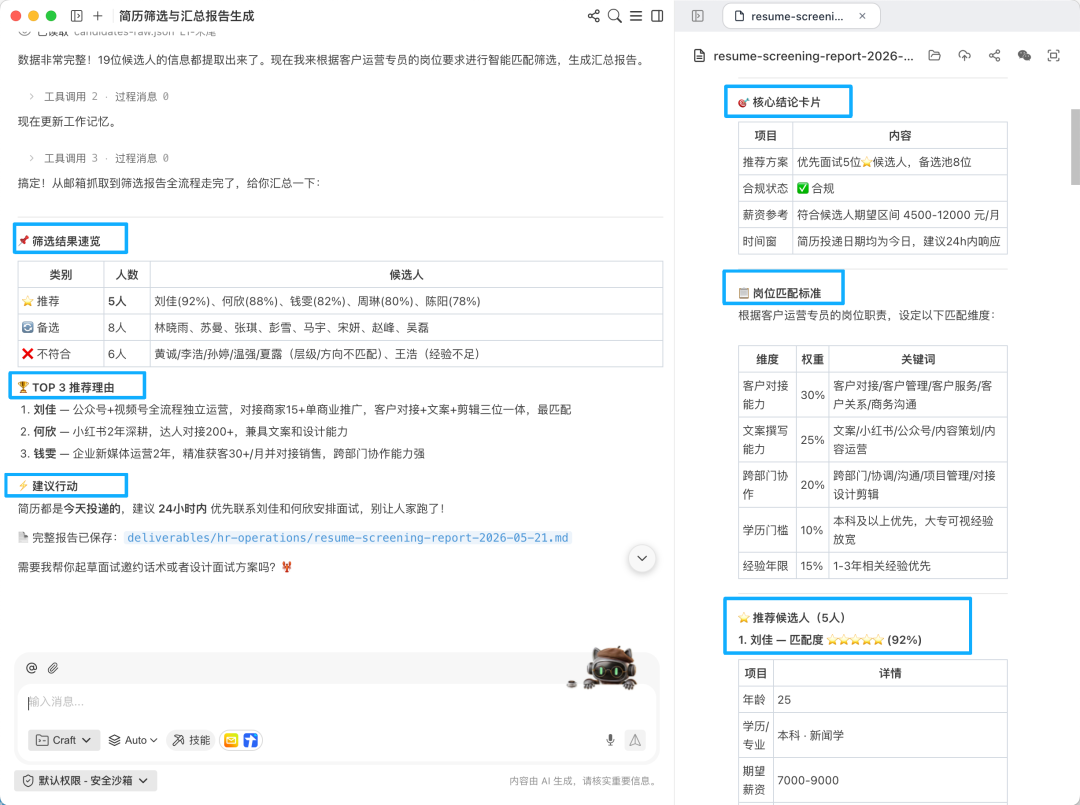 简历筛选与汇总报告生成
已读取 candidates-raw.json L1-末尾
数据非常完整！19位候选人的信息都提取出来了。现在我来根据客户运营专员的岗位要求进行智能匹配筛选，生成汇总报告。
工具调用 2 · 过程消息 0
现在更新工作记忆。
工具调用 3 · 过程消息 0
搞定！从邮箱抓取到筛选报告全流程走完了，给你汇总一下：
📌 筛选结果速览
类别 人数 候选人
⭐ 推荐 5人 刘佳(92%)、何欣(88%)、钱雯(82%)、周琳(80%)、陈阳(78%)
🔄 备选 8人 林晓雨、苏曼、张琪、彭雪、马宇、宋妍、赵峰、吴磊
❌ 不符合 6人 黄诚/李浩/孙婷/温强/夏露（层级/方向不匹配）、王浩（经验不足）
🏆 TOP 3 推荐理由
1. 刘佳 — 公众号+视频号全流程独立运营，对接商家15+单商业推广，客户对接+文案+剪辑三位一体，最匹配
2. 何欣 — 小红书2年深耕，达人对接200+，兼具文案和设计能力
3. 钱雯 — 企业新媒体运营2年，精准获客30+/月并对接销售，跨部门协作能力强
⚡ 建议行动
简历都是今天投递的，建议 24小时内 优先联系刘佳和何欣安排面试，别让人家跑了！
完整报告已保存： deliverables/hr-operations/resume-screening-report-2026-05-21.md
需要我帮你起草面试邀约话术或者设计面试方案吗？🦞
@
输入消息...
Craft Auto 技能
默认权限 - 安全沙箱
内容由 AI 生成，请核实重要信息。
resume-screeni...
resume-screening-report-2026-...
🎯 核心结论卡片
项目 内容
推荐方案 优先面试5位⭐候选人，备选池8位
合规状态 ✅ 合规
薪资参考 符合候选人期望区间 4500-12000 元/月
时间窗 简历投递日期均为今日，建议24h内响应
📋 岗位匹配标准
根据客户运营专员的岗位职责，设定以下匹配维度：
维度 权重 关键词
客户对接能力 30% 客户对接/客户管理/客户服务/客户关系/商务沟通
文案撰写能力 25% 文案/小红书/公众号/内容策划/内容运营
跨部门协作 20% 跨部门/协调/沟通/项目管理/对接设计剪辑
学历门槛 10% 本科及以上优先，大专可视经验放宽
经验年限 15% 1-3年相关经验优先
⭐ 推荐候选人（5人）
1. 刘佳 — 匹配度 ⭐⭐⭐⭐⭐ (92%)
项目 详情
年龄 25
学历/专业 本科 · 新闻学
期望薪资 7000-9000